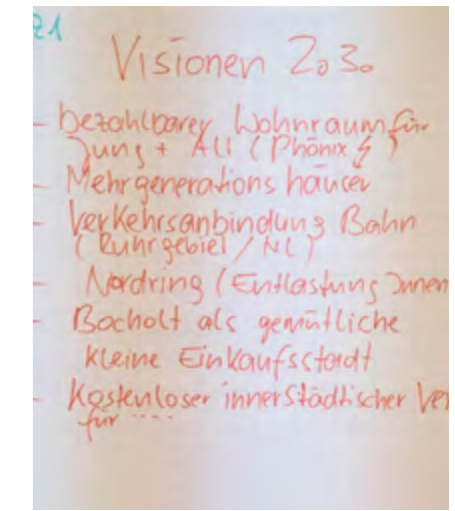 21
Visionen 2030
- bezahlbarer Wohnraum für
Jung + Alt (Phönix ⚡)
- Mehrgenerationshäuser
- Verkehrsanbindung Bahn
(Ruhrgebiet / NL)
- Nordring (Entlastung Innen
- Bocholt als gemütliche
kleine Einkaufsstadt
- Kostenloser innerstädtischer Ver
für ....